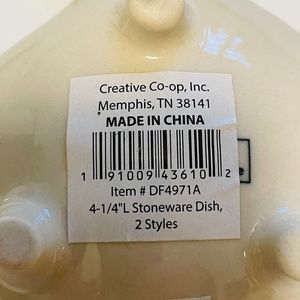 Creative Co-op, Inc.
Memphis, TN 38141
MADE IN CHINA
1 91009 43610 2
Item # DF4971A
4-1/4"L Stoneware Dish,
2 Styles